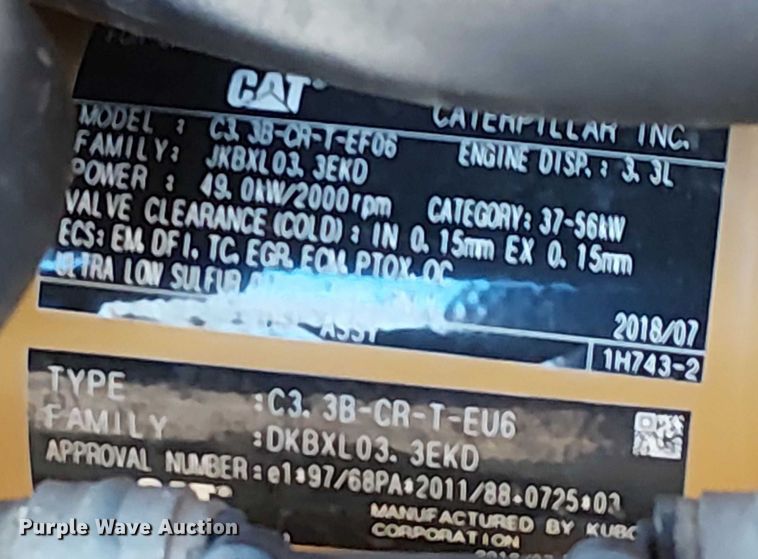 CAT
CATERPILLAR INC.
MODEL : C3. 3B-CR-T-EF06
ENGINE DISP. : 3. 3L
FAMILY: JKBXL03. 3EKD
POWER : 49. 0kW/2000rpm CATEGORY: 37-56kW
VALVE CLEARANCE (COLD) : IN 0. 15mm EX 0. 15mm
ECS: EM, DFI, TC, EGR, ECM, PTOX, OC
ULTRA LOW SULFUR
ASSY
2018/07
1H743-2
TYPE :C3. 3B-CR-T-EU6
FAMILY :DKBXL03. 3EKD
APPROVAL NUMBER:e1*97/68PA*2011/88*0725*03
CAT
MANUFACTURED BY KUBO
CORPORATION
Purple Wave Auction